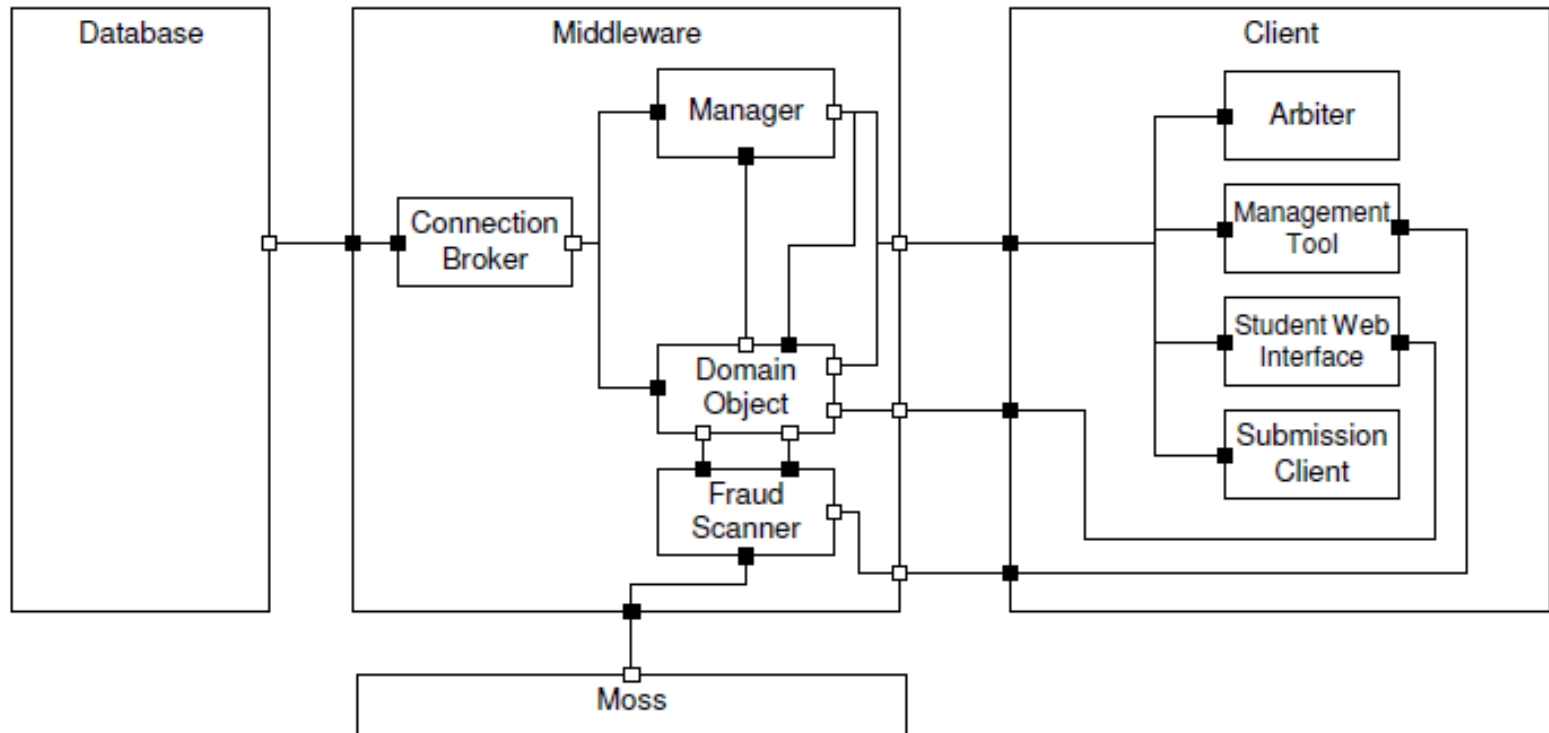 Database
Middleware
Client
Manager
Arbiter
Connection
Broker
Management
Tool
Student Web
Interface
Domain
Object
Submission
Client
Fraud
Scanner
Moss